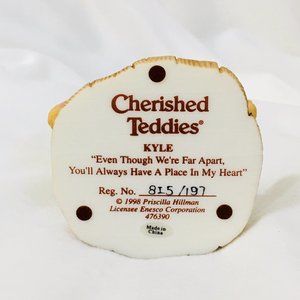 Cherished
Teddies®
KYLE
"Even Though We're Far Apart,
You'll Always Have A Place In My Heart"
Reg. No. 8I5/197
© 1998 Priscilla Hillman
Licensee Enesco Corporation
476390
Made in
China